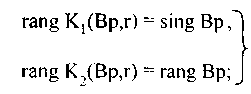 rang K₁(Bp,r) = sing Bp,
rang K₂(Bp,r) = rang Bp;